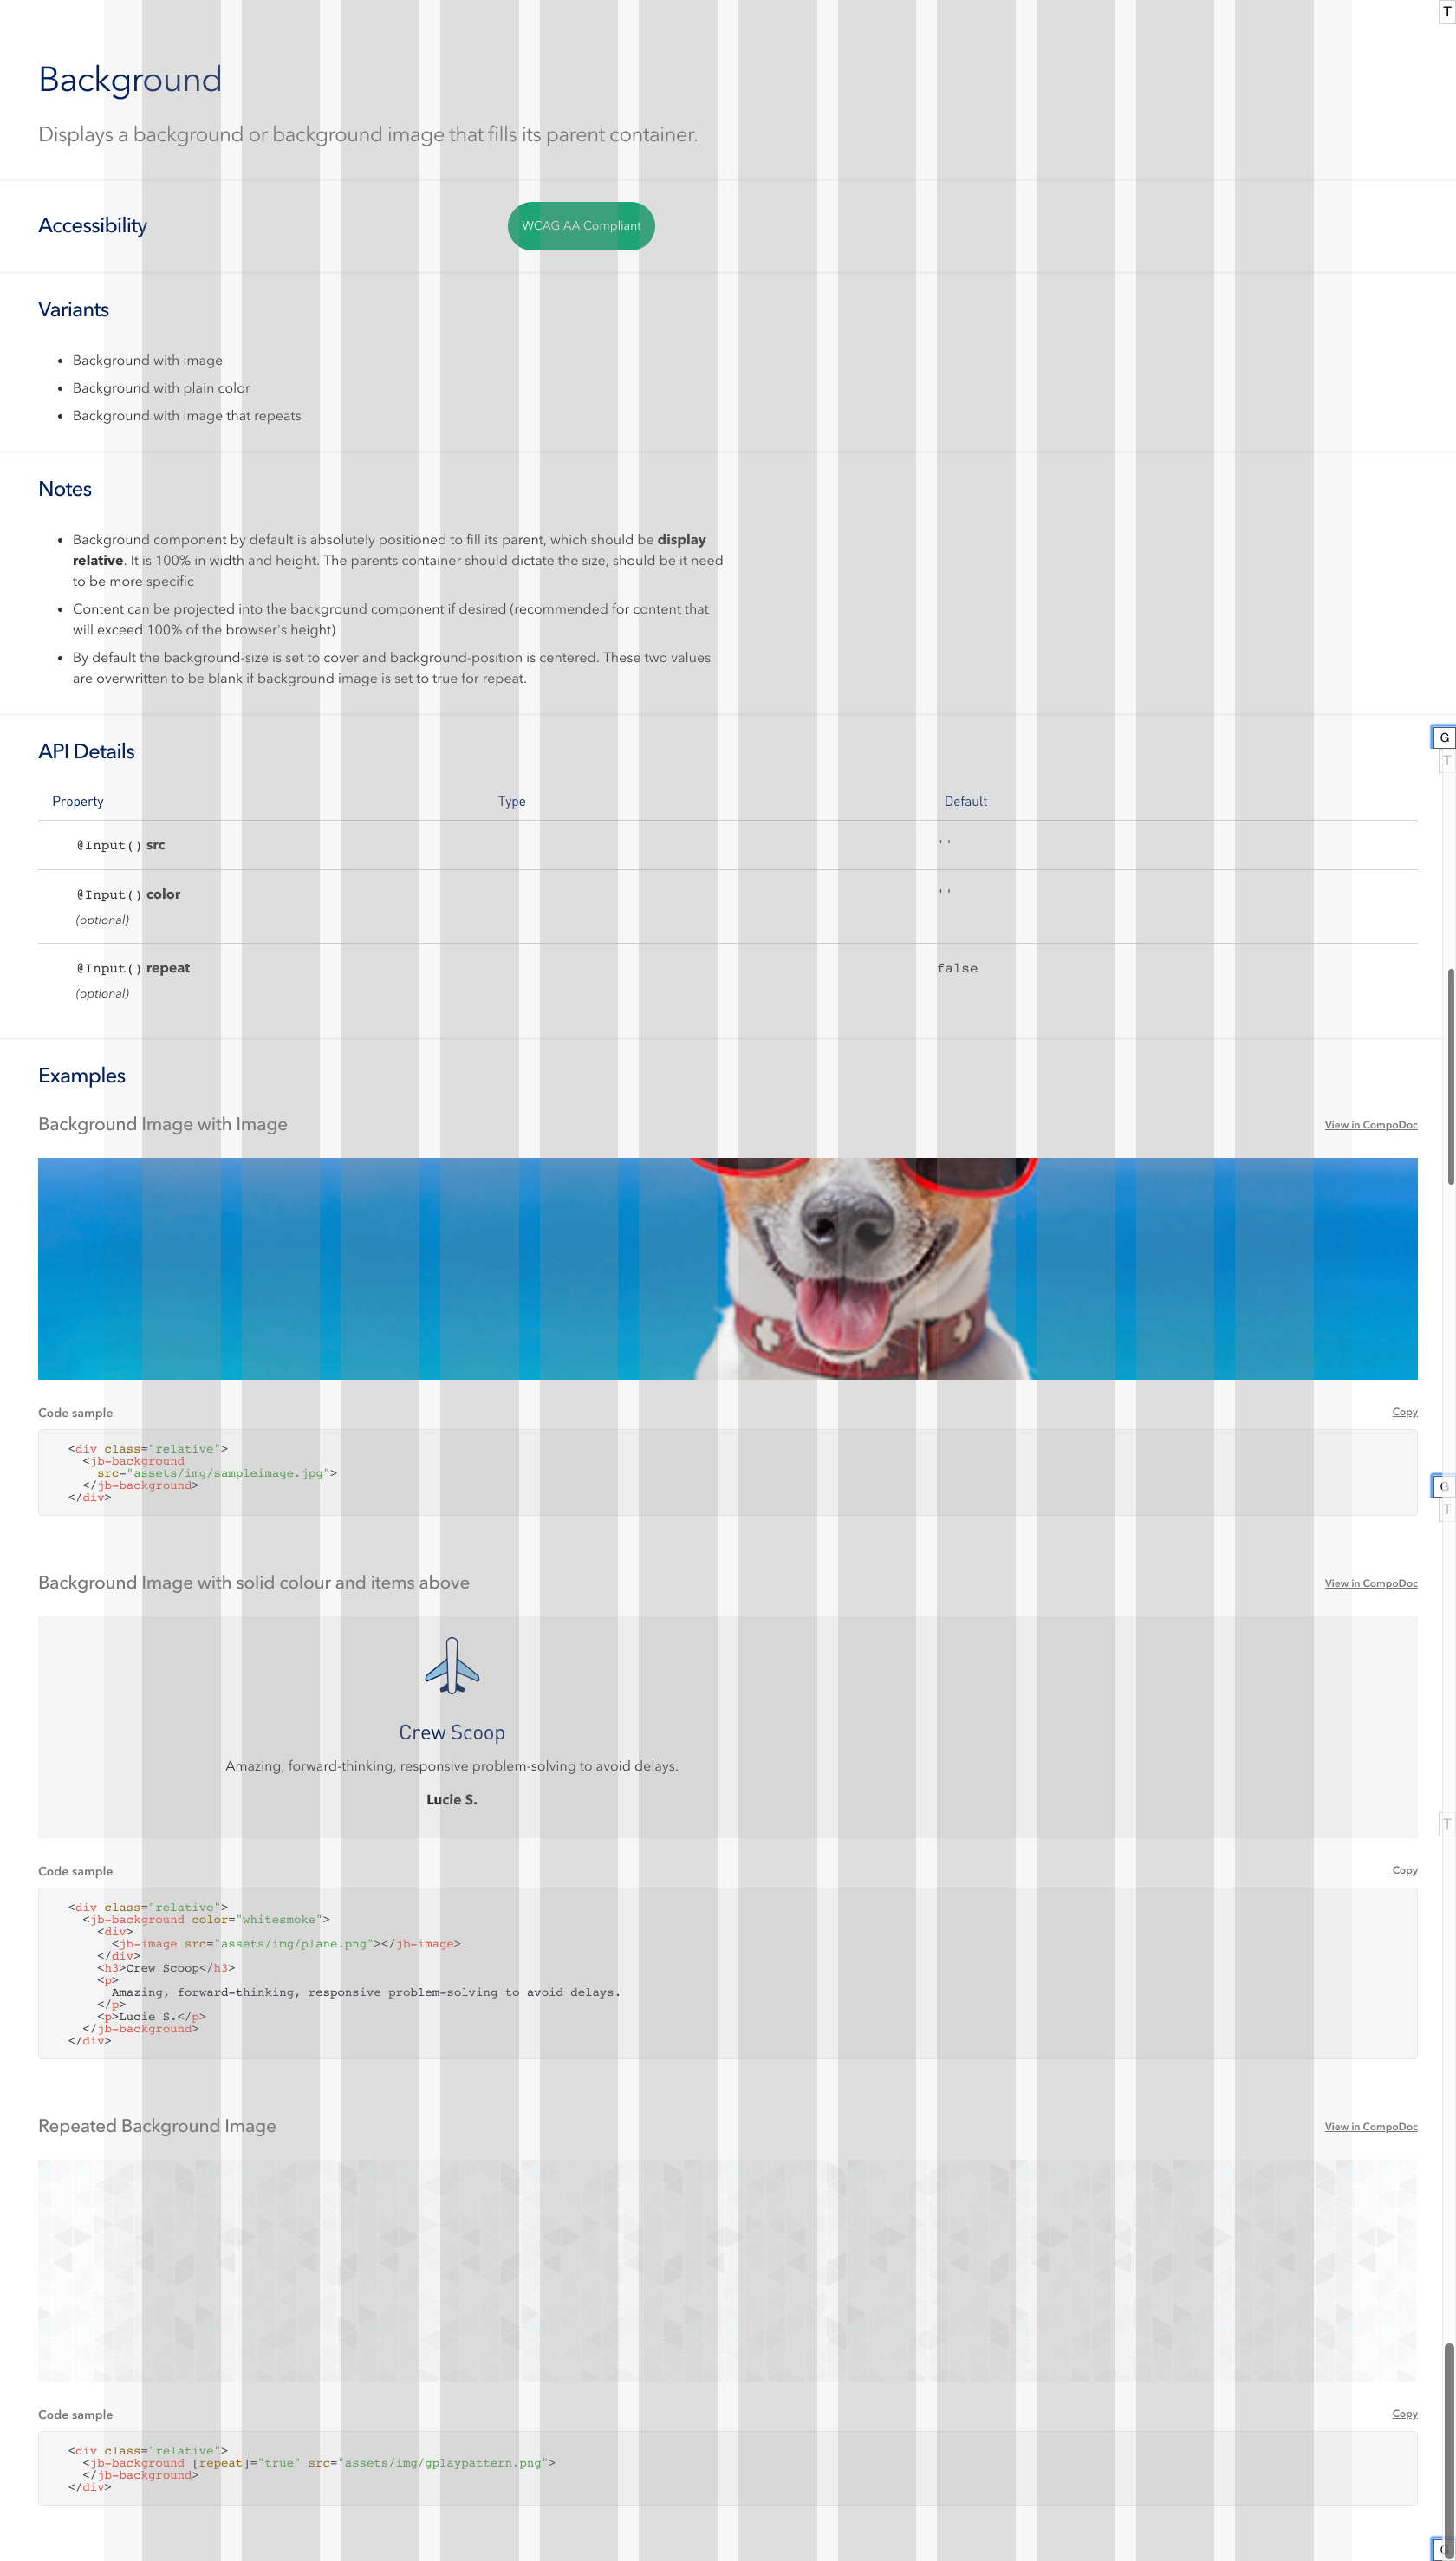 T
Background
Displays a background or background image that fills its parent container.
Accessibility
WCAG AA Compliant
Variants
• Background with image
• Background with plain color
• Background with image that repeats
Notes
• Background component by default is absolutely positioned to fill its parent, which should be display
relative. It is 100% in width and height. The parents container should dictate the size, should be it need
to be more specific
• Content can be projected into the background component if desired (recommended for content that
will exceed 100% of the browser's height)
• By default the background-size is set to cover and background-position is centered. These two values
are overwritten to be blank if background image is set to true for repeat.
G
API Details
T
Property Type Default
@Input() src ''
@Input() color ''
(optional)
@Input() repeat false
(optional)
Examples
Background Image with Image View in CompoDoc
Code sample Copy
<div class="relative">
<jb-background
src="assets/img/sampleimage.jpg">
</jb-background>
</div>
G
T
Background Image with solid colour and items above View in CompoDoc
Crew Scoop
Amazing, forward-thinking, responsive problem-solving to avoid delays.
Lucie S.
T
Code sample Copy
<div class="relative">
<jb-background color="whitesmoke">
<div>
<jb-image src="assets/img/plane.png"></jb-image>
</div>
<h3>Crew Scoop</h3>
<p>
Amazing, forward-thinking, responsive problem-solving to avoid delays.
</p>
<p>Lucie S.</p>
</jb-background>
</div>
Repeated Background Image View in CompoDoc
Code sample Copy
<div class="relative">
<jb-background [repeat]="true" src="assets/img/gplaypattern.png">
</jb-background>
</div>